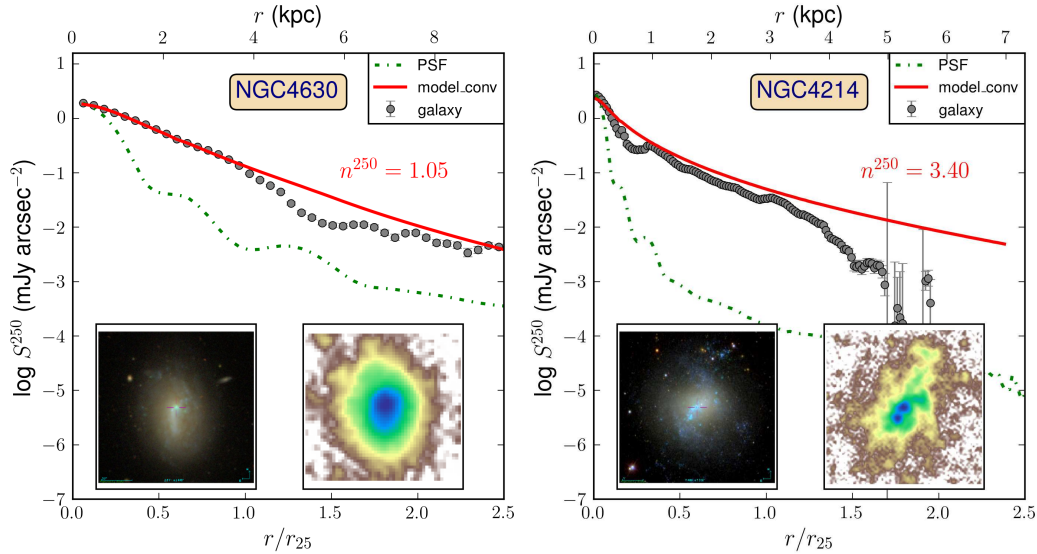 r (kpc)
0 2 4 6 8
PSF
model_conv
galaxy
NGC4630
n²⁵⁰ = 1.05
log S²⁵⁰ (mJy arcsec⁻²)
1
0
−1
−2
−3
−4
−5
−6
−7
0.0 0.5 1.0 1.5 2.0 2.5
r/r₂₅
r (kpc)
0 1 2 3 4 5 6 7
PSF
model_conv
galaxy
NGC4214
n²⁵⁰ = 3.40
log S²⁵⁰ (mJy arcsec⁻²)
1
0
−1
−2
−3
−4
−5
−6
−7
0.0 0.5 1.0 1.5 2.0 2.5
r/r₂₅